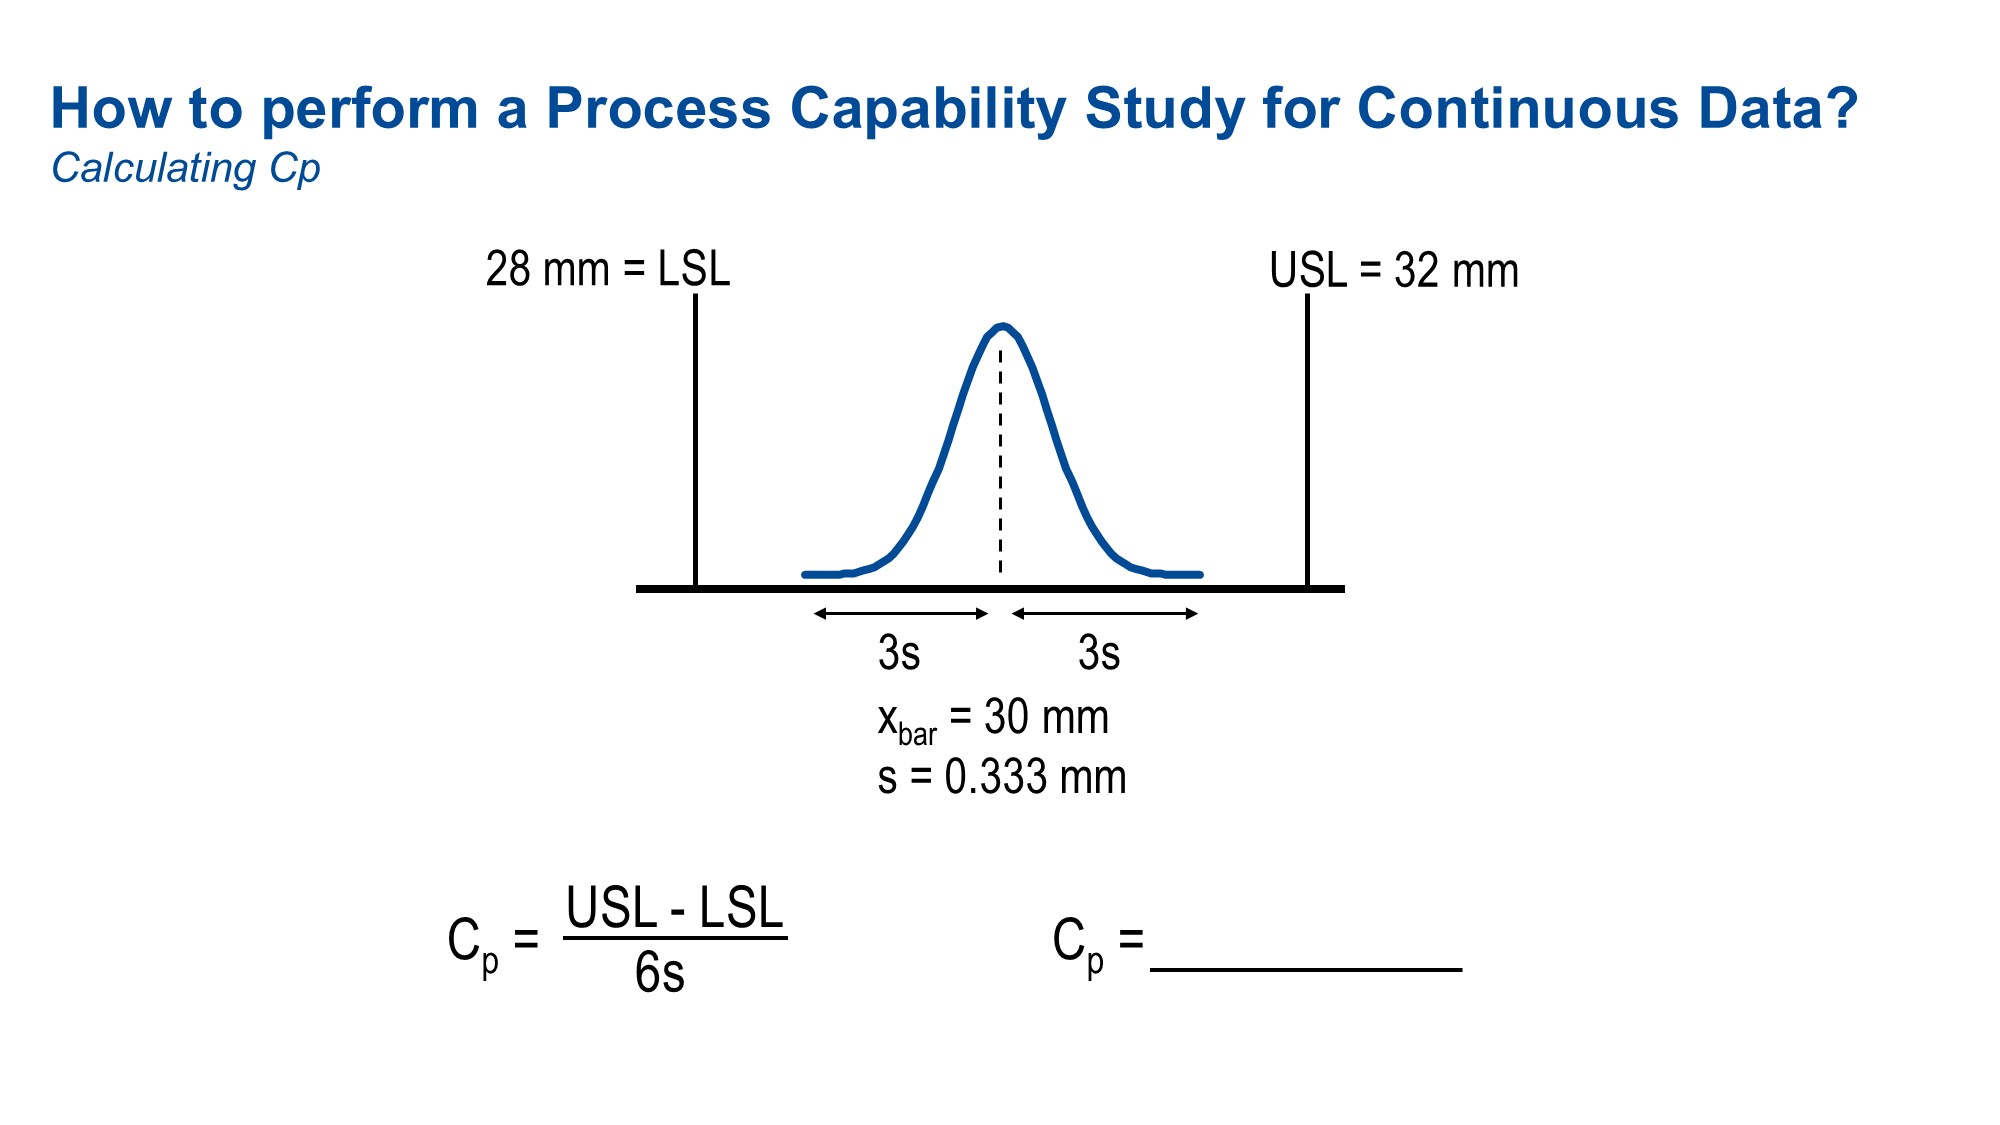 How to perform a Process Capability Study for Continuous Data?
Calculating Cp
28 mm = LSL
USL = 32 mm
3s
3s
xbar = 30 mm
s = 0.333 mm
Cp = USL - LSL
6s
Cp =